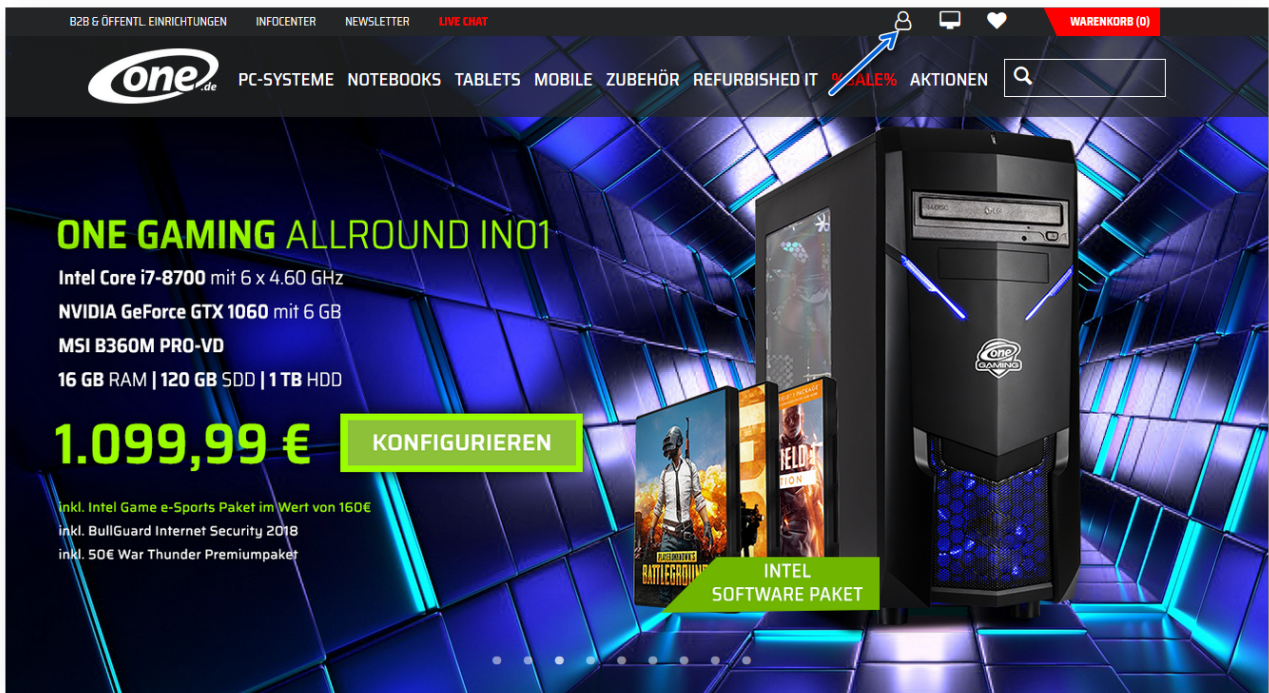 B2B & ÖFFENTL. EINRICHTUNGEN INFOCENTER NEWSLETTER LIVE CHAT WARENKORB (0)
one.de PC-SYSTEME NOTEBOOKS TABLETS MOBILE ZUBEHÖR REFURBISHED IT %SALE% AKTIONEN
ONE GAMING ALLROUND IN01
Intel Core i7-8700 mit 6 x 4.60 GHz
NVIDIA GeForce GTX 1060 mit 6 GB
MSI B360M PRO-VD
16 GB RAM | 120 GB SDD | 1 TB HDD
1.099,99 € KONFIGURIEREN
inkl. Intel Game e-Sports Paket im Wert von 160€
inkl. BullGuard Internet Security 2018
inkl. 50€ War Thunder Premiumpaket
one
GAMING
PLAYERUNKNOWN'S
BATTLEGROUN
INTEL
SOFTWARE PAKET